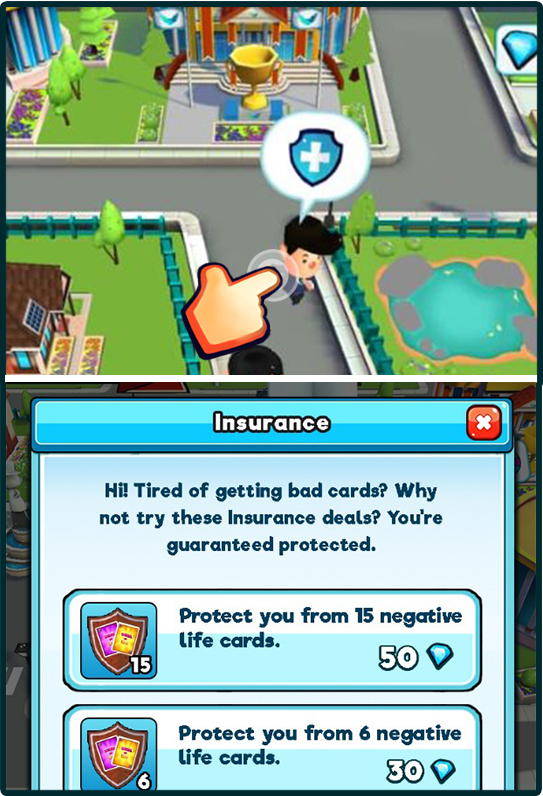 Insurance
Hi! Tired of getting bad cards? Why
not try these Insurance deals? You're
guaranteed protected.
Protect you from 15 negative
life cards.
15
50
Protect you from 6 negative
life cards.
6
30